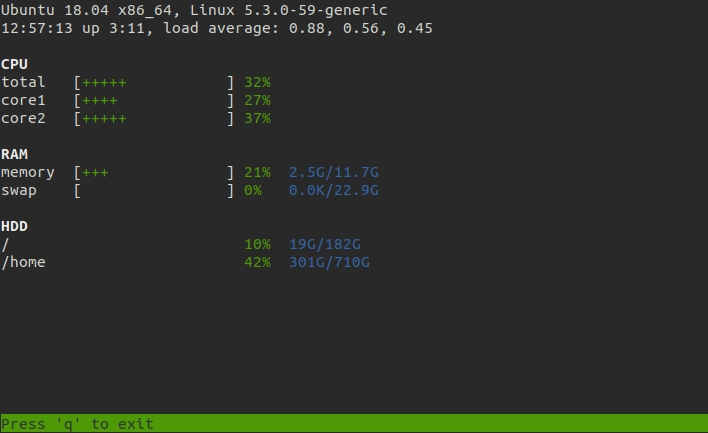 Ubuntu 18.04 x86_64, Linux 5.3.0-59-generic
12:57:13 up 3:11, load average: 0.88, 0.56, 0.45
CPU
total [+++++ ] 32%
core1 [++++ ] 27%
core2 [+++++ ] 37%
RAM
memory [+++ ] 21% 2.5G/11.7G
swap [ ] 0% 0.0K/22.9G
HDD
/ 10% 19G/182G
/home 42% 301G/710G
Press 'q' to exit